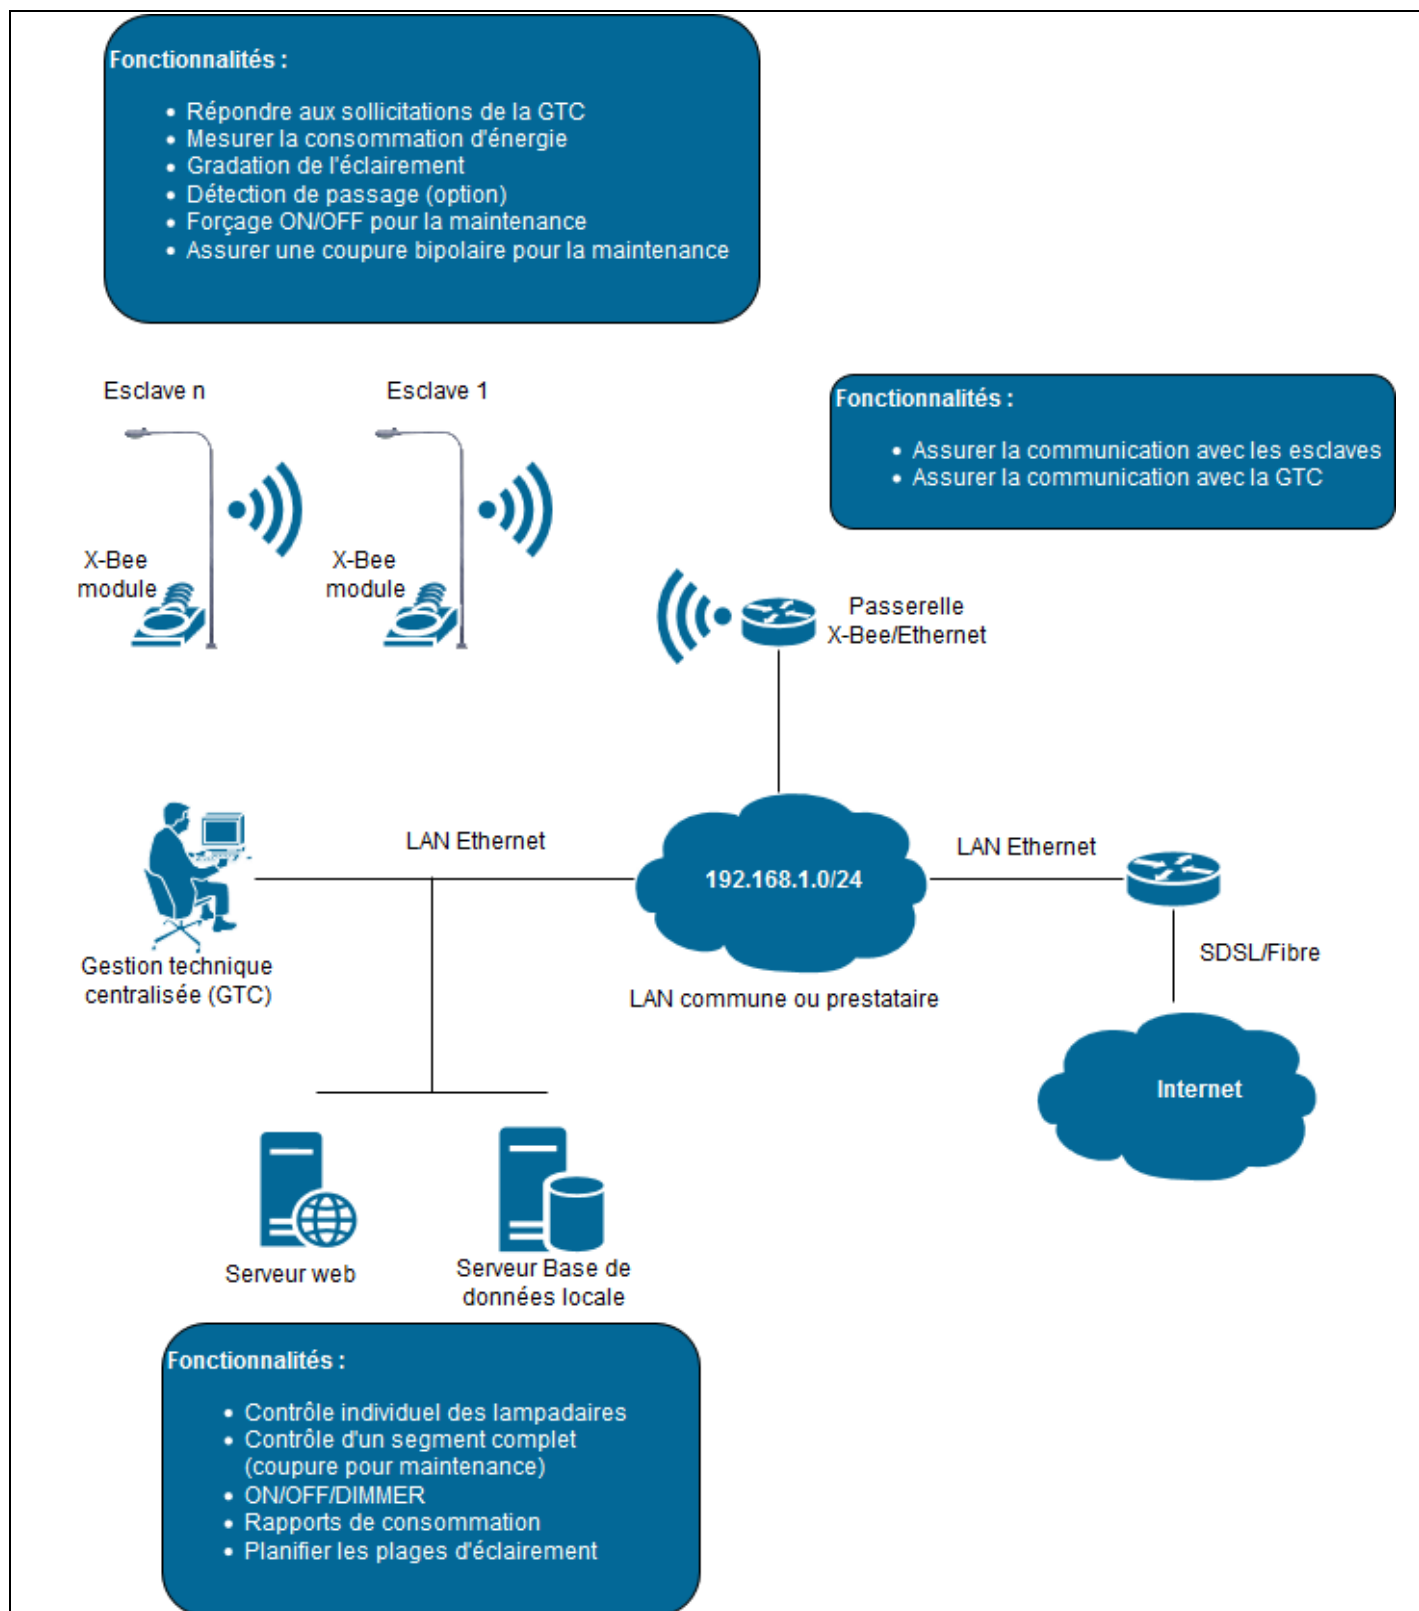 Fonctionnalités :
• Répondre aux sollicitations de la GTC
• Mesurer la consommation d'énergie
• Gradation de l'éclairement
• Détection de passage (option)
• Forçage ON/OFF pour la maintenance
• Assurer une coupure bipolaire pour la maintenance
Esclave n
Esclave 1
Fonctionnalités :
• Assurer la communication avec les esclaves
• Assurer la communication avec la GTC
X-Bee
module
X-Bee
module
Passerelle
X-Bee/Ethernet
LAN Ethernet
192.168.1.0/24
LAN Ethernet
Gestion technique
centralisée (GTC)
LAN commune ou prestataire
SDSL/Fibre
Internet
Serveur web
Serveur Base de
données locale
Fonctionnalités :
• Contrôle individuel des lampadaires
• Contrôle d'un segment complet
(coupure pour maintenance)
• ON/OFF/DIMMER
• Rapports de consommation
• Planifier les plages d'éclairement